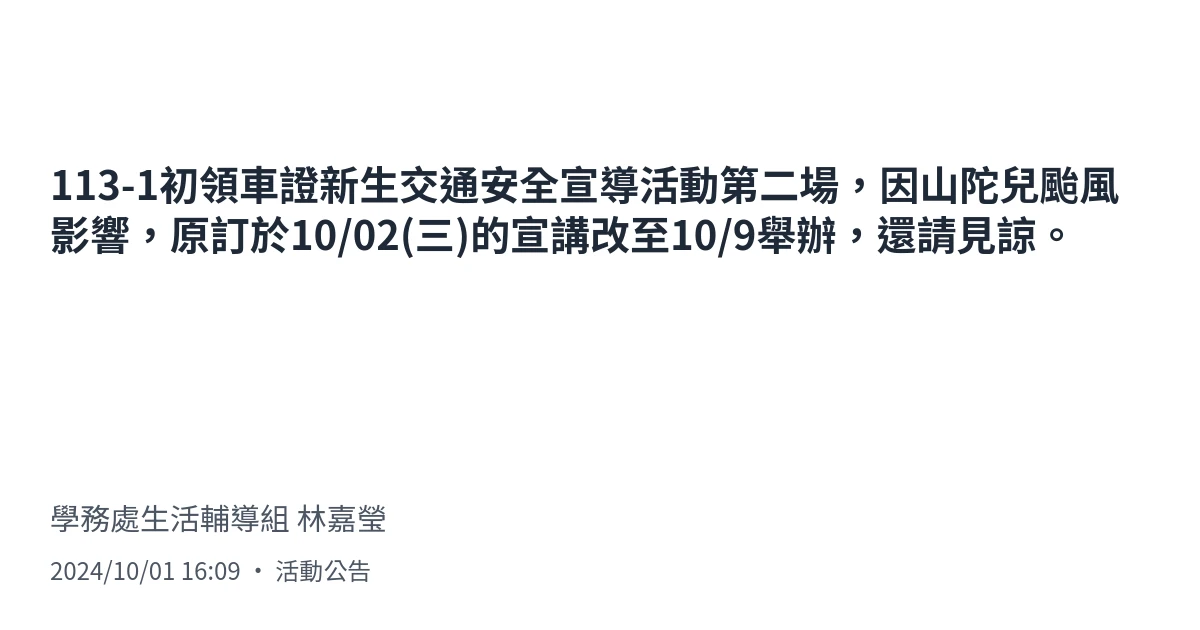 113-1初領車證新生交通安全宣導活動第二場，因山陀兒颱風
影響，原訂於10/02(三)的宣講改至10/9舉辦，還請見諒。
學務處生活輔導組 林嘉瑩
2024/10/01 16:09 • 活動公告